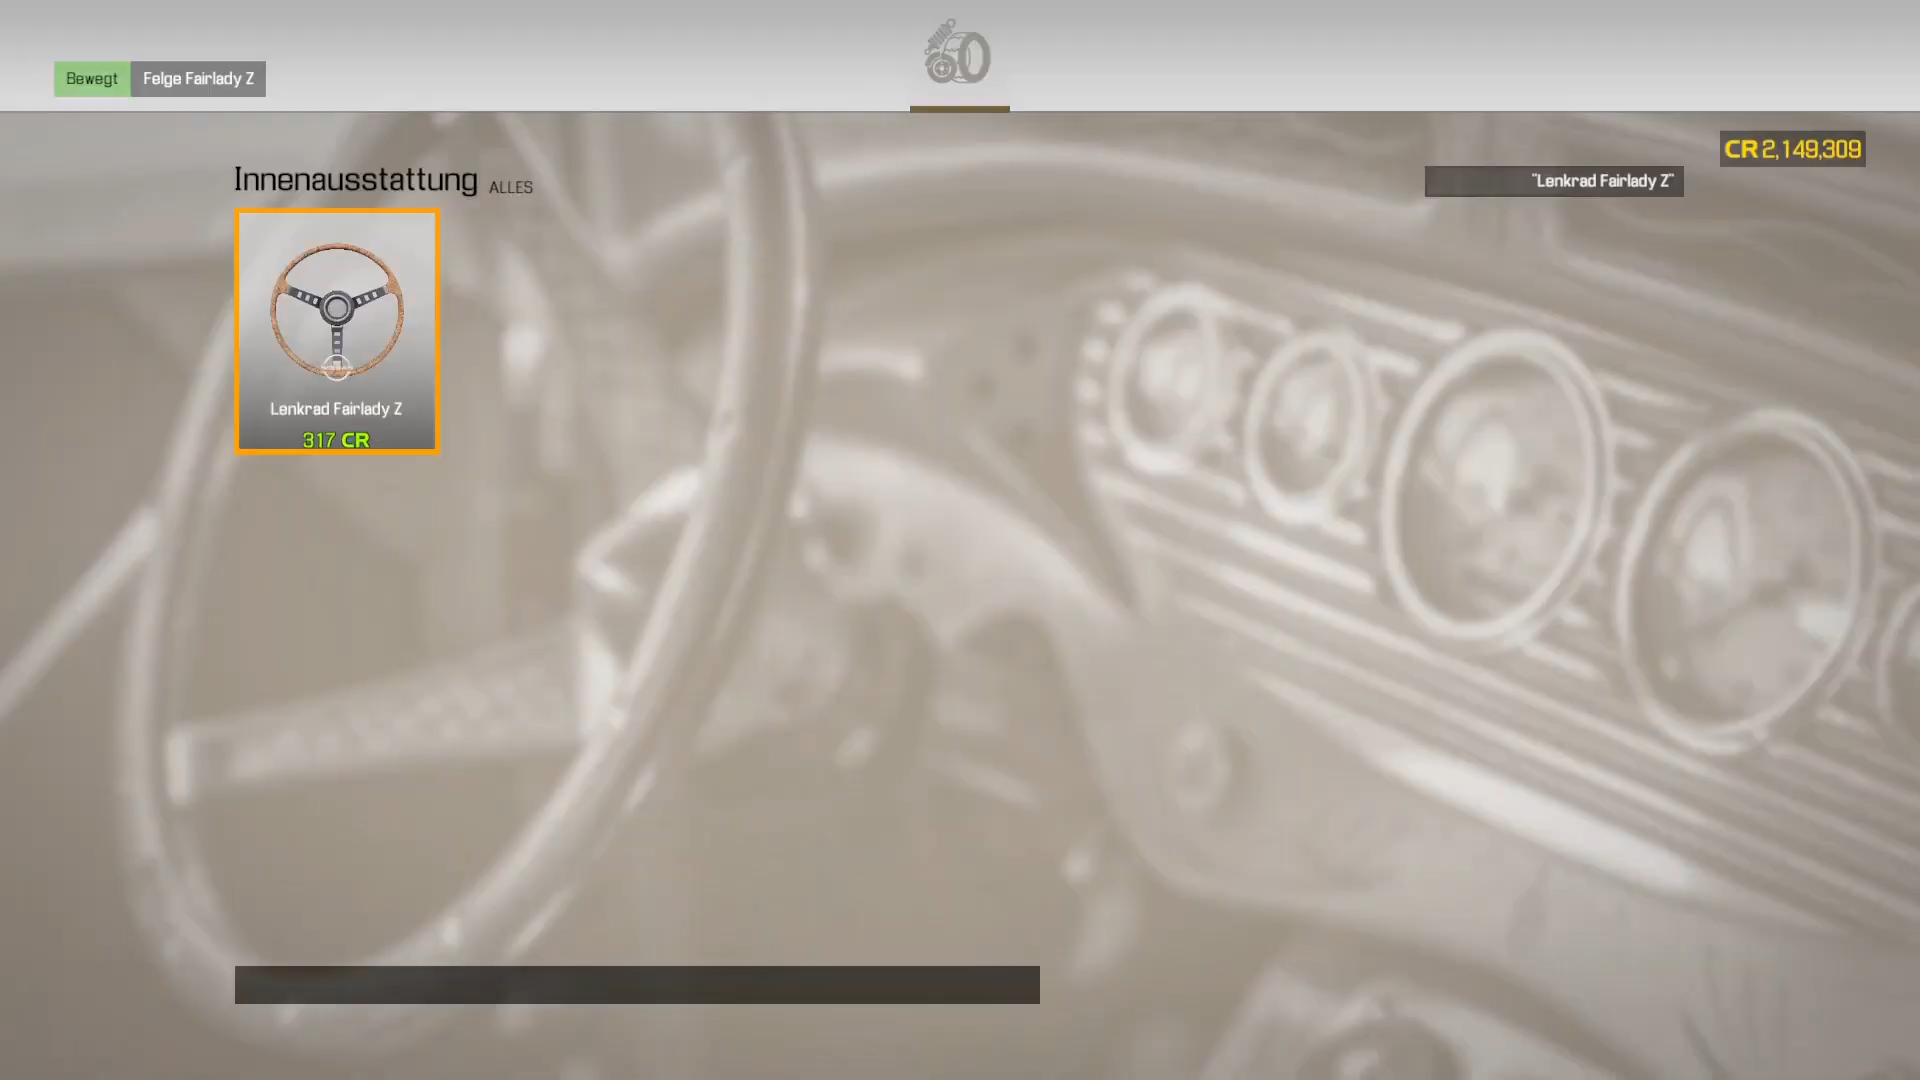 Bewegt Felge Fairlady Z
CR 2,149,309
Innenausstattung ALLES
"Lenkrad Fairlady Z"
Lenkrad Fairlady Z
317 CR